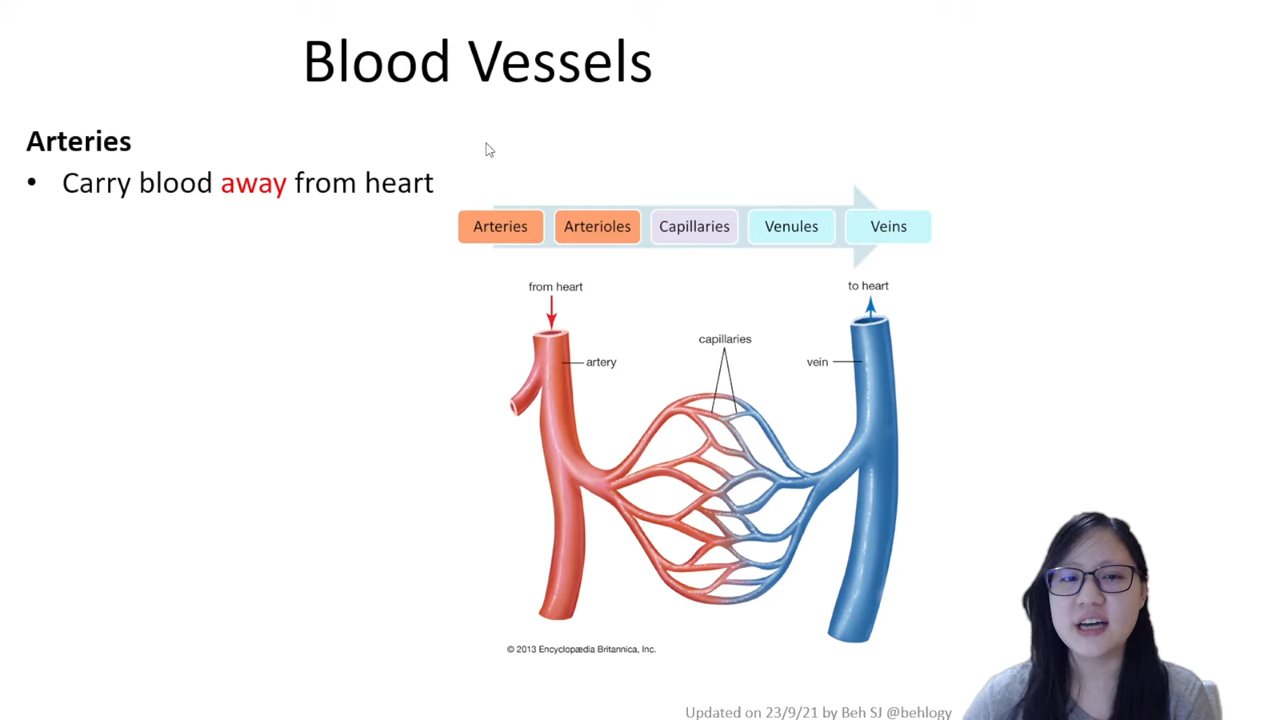 Blood Vessels
Arteries
• Carry blood away from heart
Arteries Arterioles Capillaries Venules Veins
from heart
to heart
capillaries
artery
vein
© 2013 Encyclopædia Britannica, Inc.
Updated on 23/9/21 by Beh SJ @behlogy